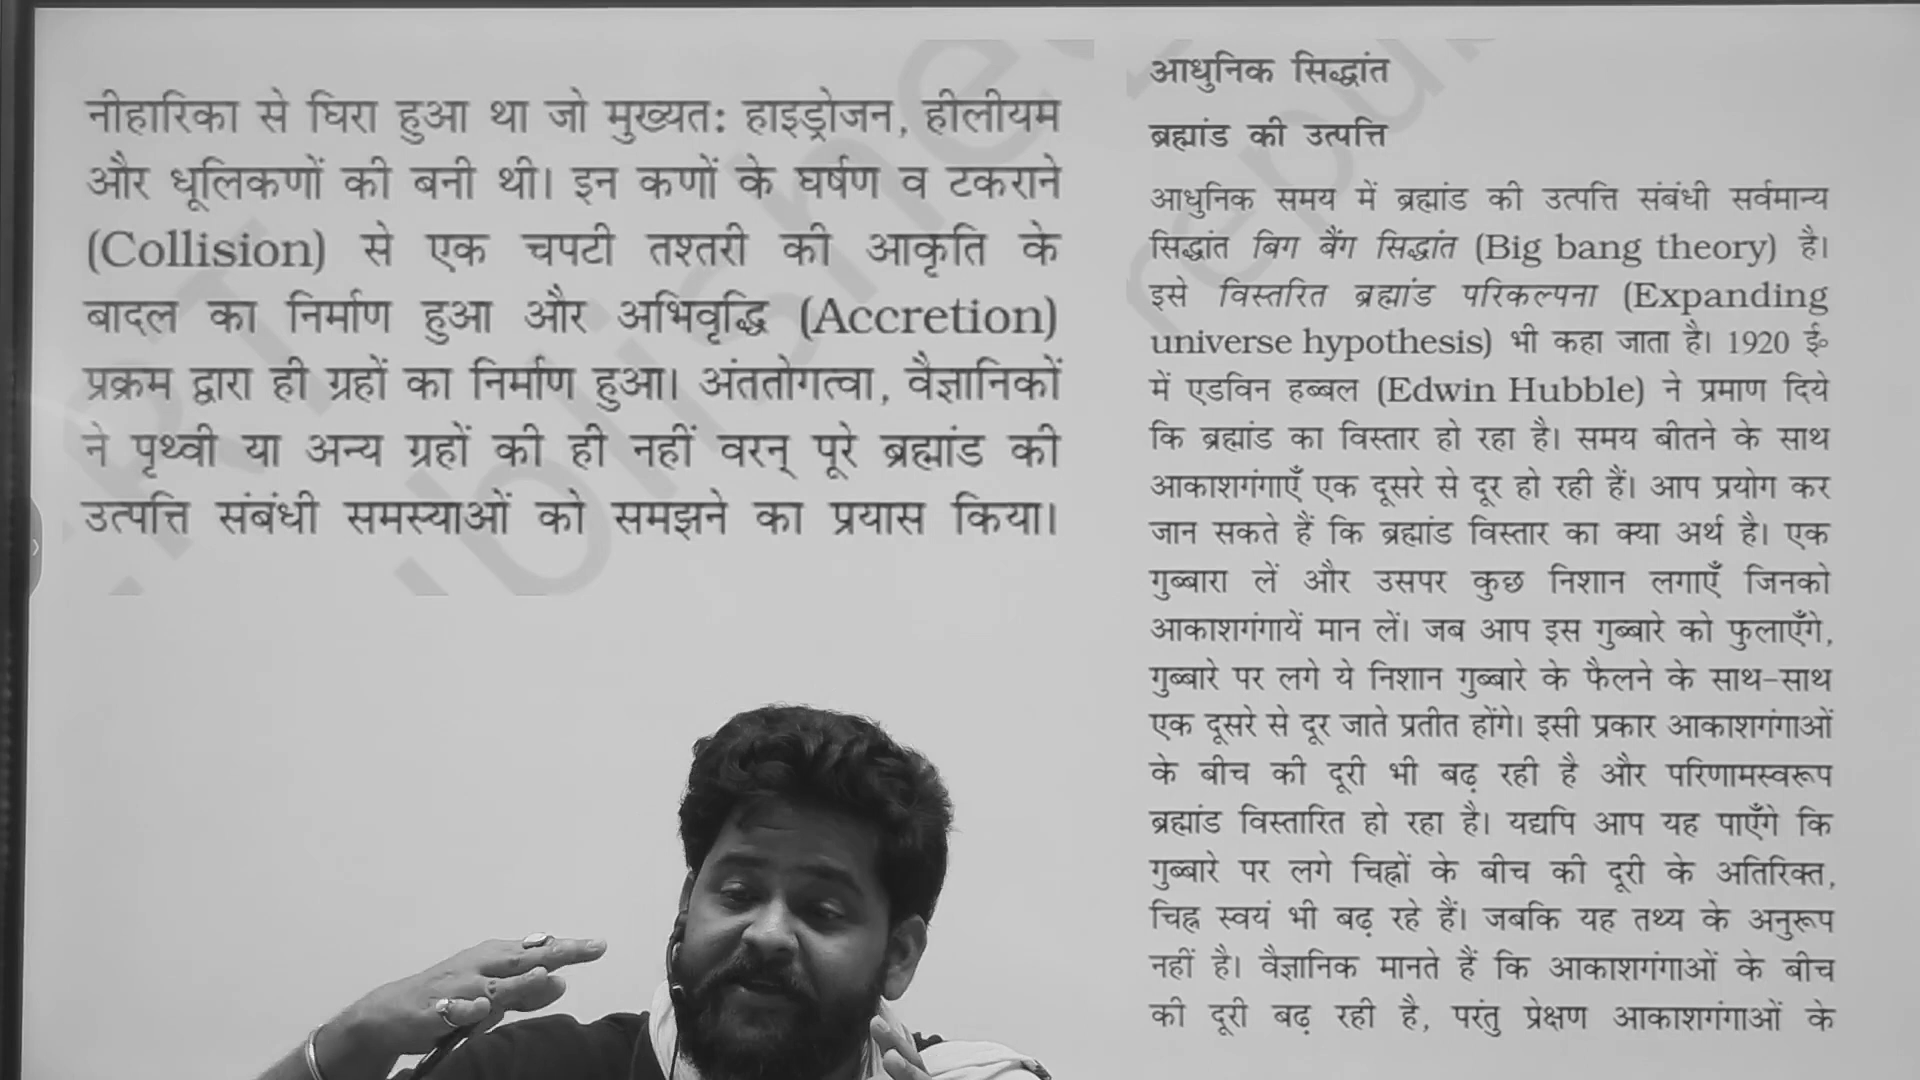 नीहारिका से घिरा हुआ था जो मुख्यतः हाइड्रोजन, हीलीयम
और धूलिकणों की बनी थी। इन कणों के घर्षण व टकराने
(Collision) से एक चपटी तश्तरी की आकृति के
बादल का निर्माण हुआ और अभिवृद्धि (Accretion)
प्रक्रम द्वारा ही ग्रहों का निर्माण हुआ। अंततोगत्वा, वैज्ञानिकों
ने पृथ्वी या अन्य ग्रहों की ही नहीं वरन् पूरे ब्रह्मांड की
उत्पत्ति संबंधी समस्याओं को समझने का प्रयास किया।
आधुनिक सिद्धांत
ब्रह्मांड की उत्पत्ति
आधुनिक समय में ब्रह्मांड की उत्पत्ति संबंधी सर्वमान्य
सिद्धांत बिग बैंग सिद्धांत (Big bang theory) है।
इसे विस्तरित ब्रह्मांड परिकल्पना (Expanding
universe hypothesis) भी कहा जाता है। 1920 ई॰
में एडविन हब्बल (Edwin Hubble) ने प्रमाण दिये
कि ब्रह्मांड का विस्तार हो रहा है। समय बीतने के साथ
आकाशगंगाएँ एक दूसरे से दूर हो रही हैं। आप प्रयोग कर
जान सकते हैं कि ब्रह्मांड विस्तार का क्या अर्थ है। एक
गुब्बारा लें और उसपर कुछ निशान लगाएँ जिनको
आकाशगंगायें मान लें। जब आप इस गुब्बारे को फुलाएँगे,
गुब्बारे पर लगे ये निशान गुब्बारे के फैलने के साथ-साथ
एक दूसरे से दूर जाते प्रतीत होंगे। इसी प्रकार आकाशगंगाओं
के बीच की दूरी भी बढ़ रही है और परिणामस्वरूप
ब्रह्मांड विस्तारित हो रहा है। यद्यपि आप यह पाएँगे कि
गुब्बारे पर लगे चिह्नों के बीच की दूरी के अतिरिक्त,
चिह्न स्वयं भी बढ़ रहे हैं। जबकि यह तथ्य के अनुरूप
नहीं है। वैज्ञानिक मानते हैं कि आकाशगंगाओं के बीच
की दूरी बढ़ रही है, परंतु प्रेक्षण आकाशगंगाओं के